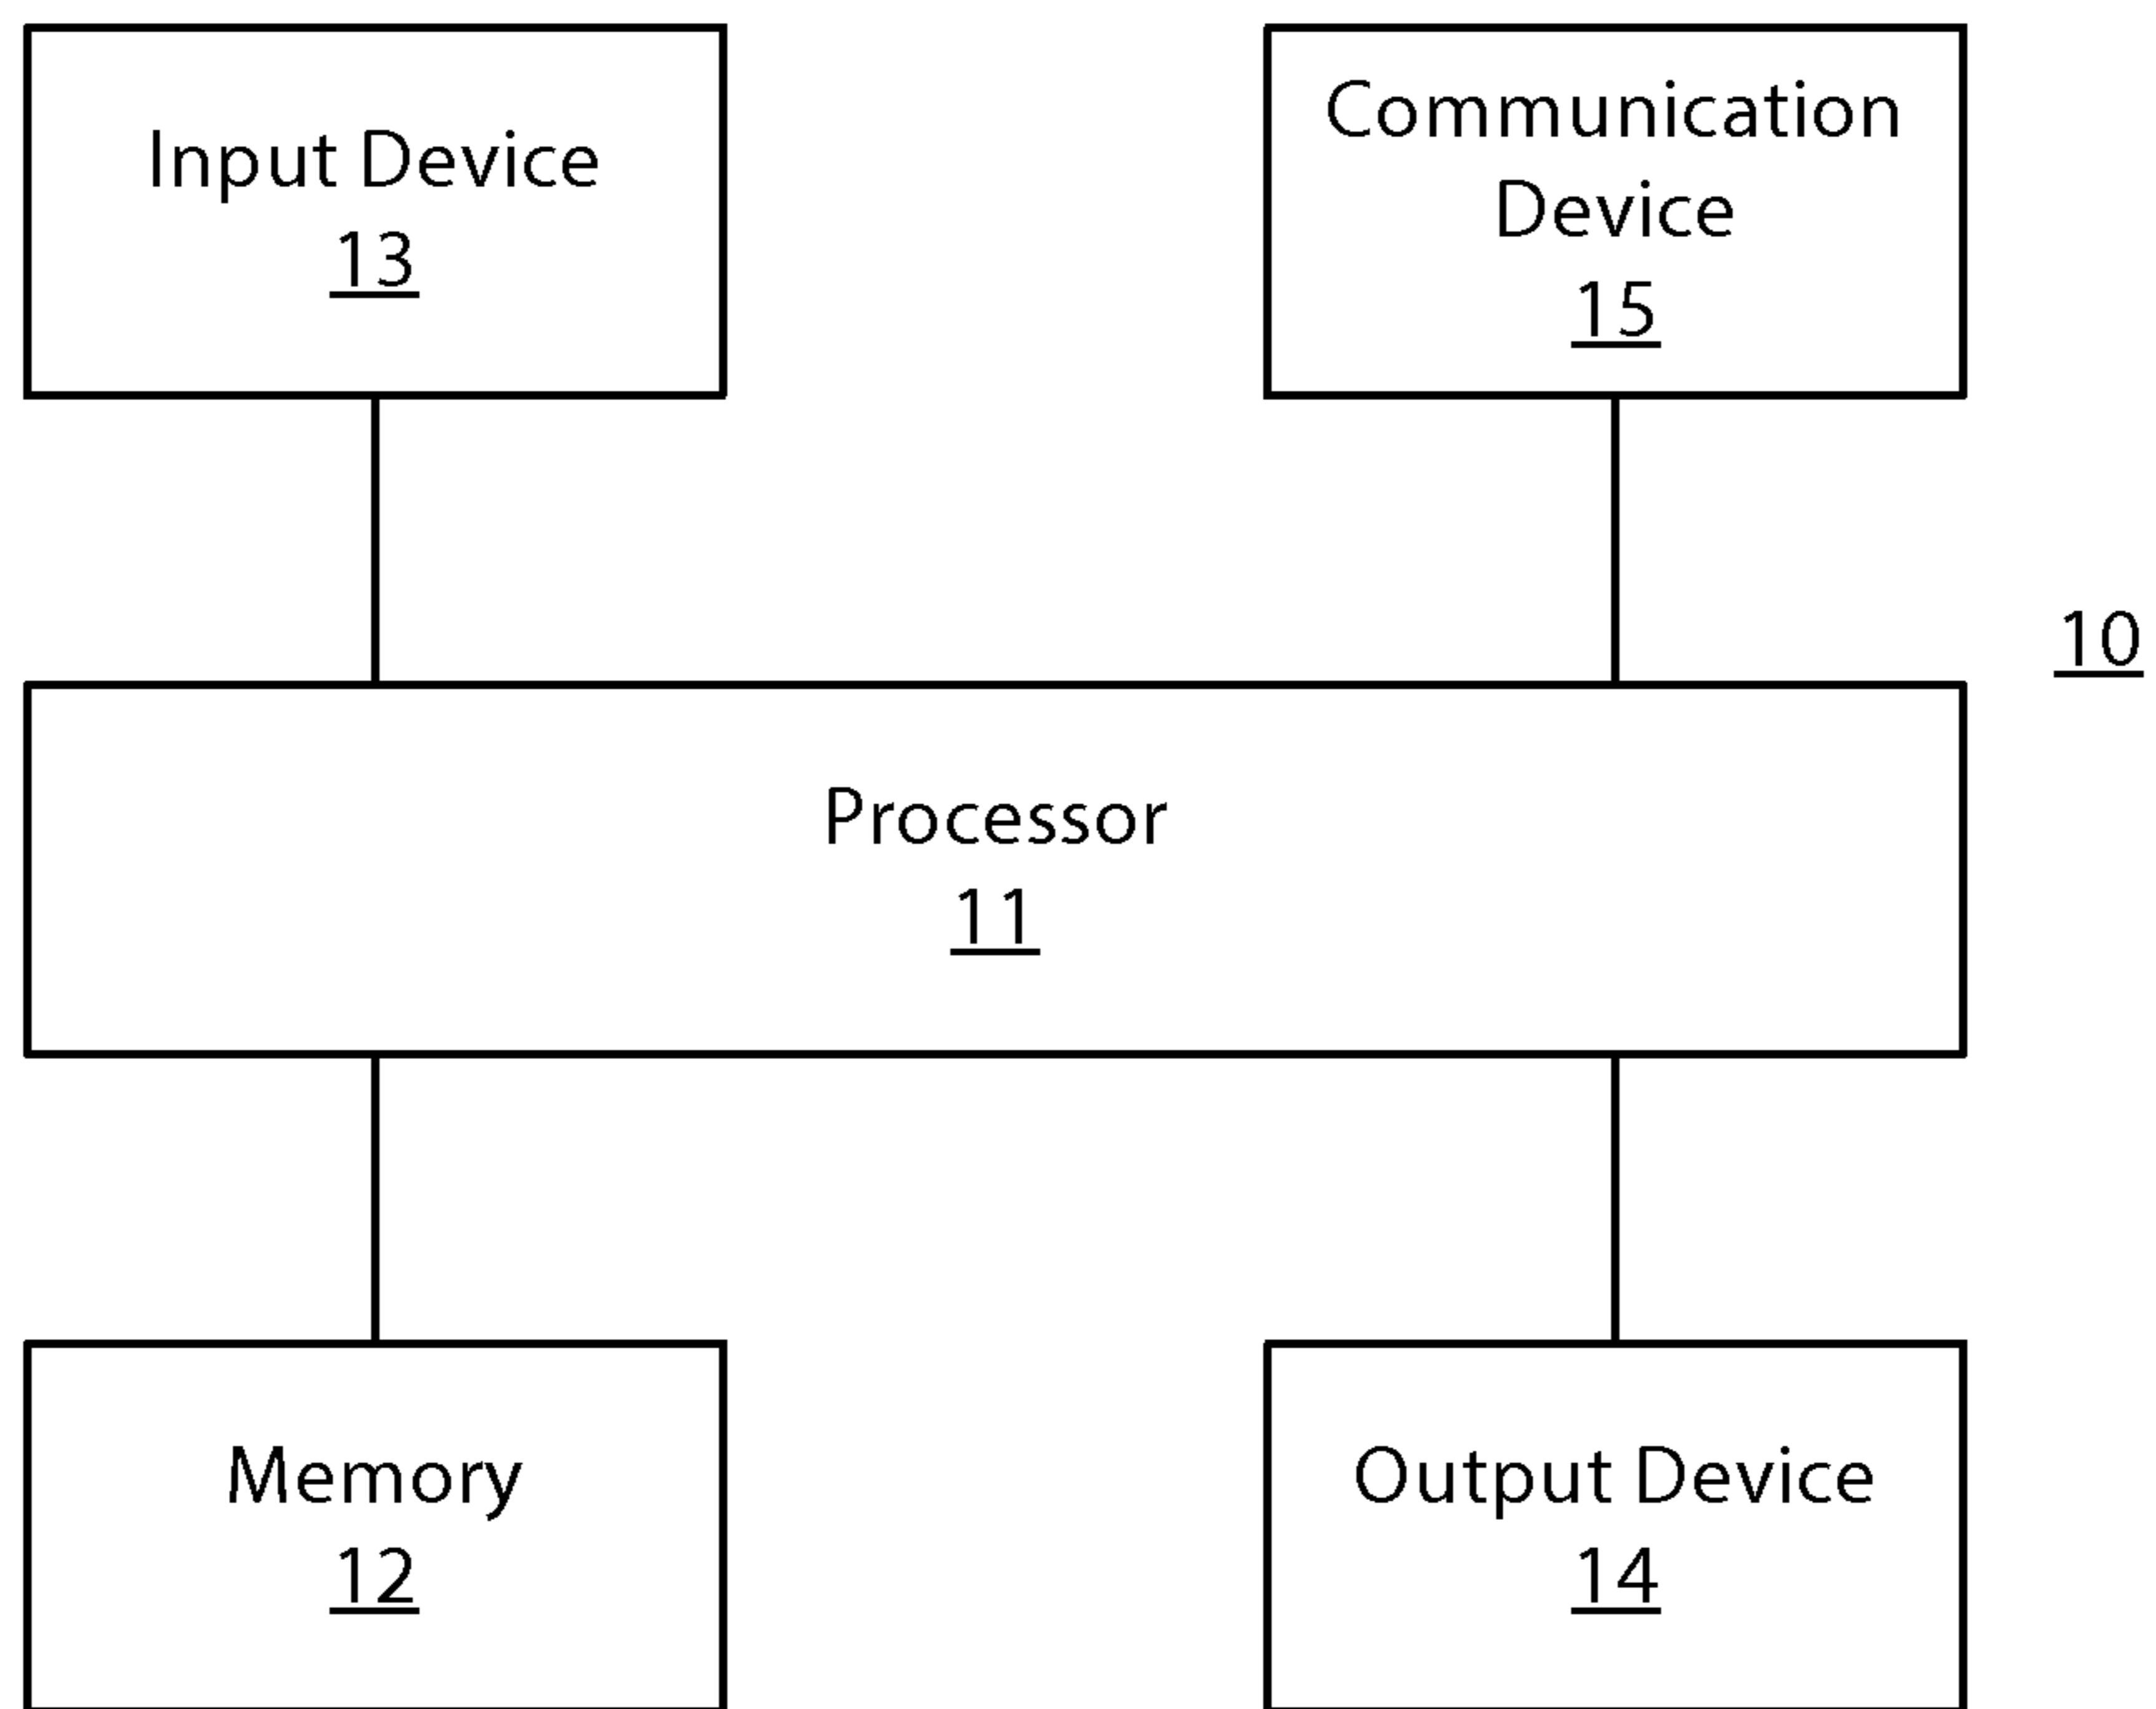 Input Device
13
Communication
Device
15
10
Processor
11
Memory
12
Output Device
14